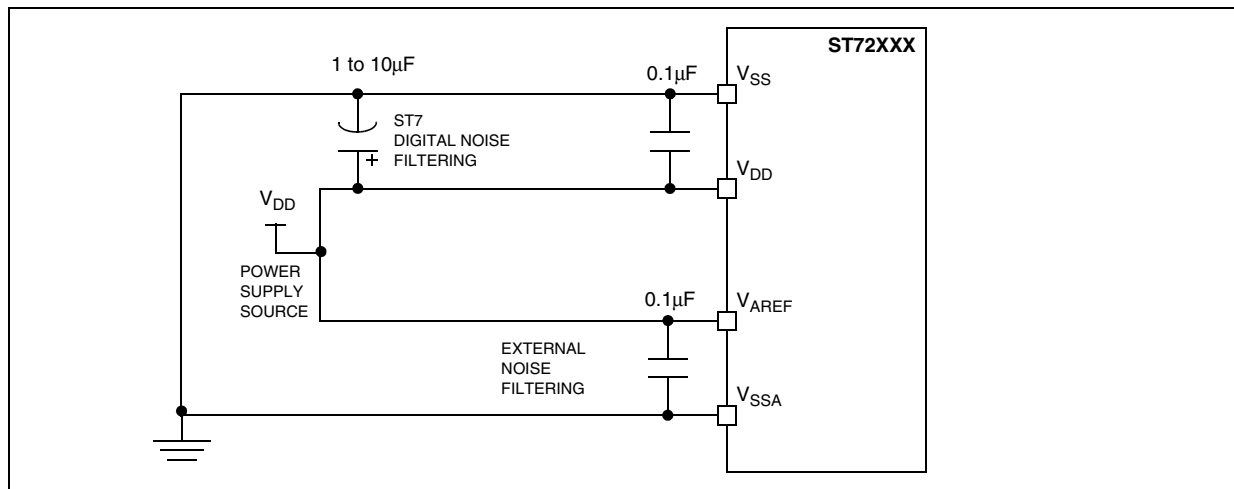 ST72XXX
1 to 10μF
0.1μF
VSS
ST7
DIGITAL NOISE
FILTERING
+
VDD
VDD
POWER
SUPPLY
SOURCE
0.1μF
VAREF
EXTERNAL
NOISE
FILTERING
VSSA